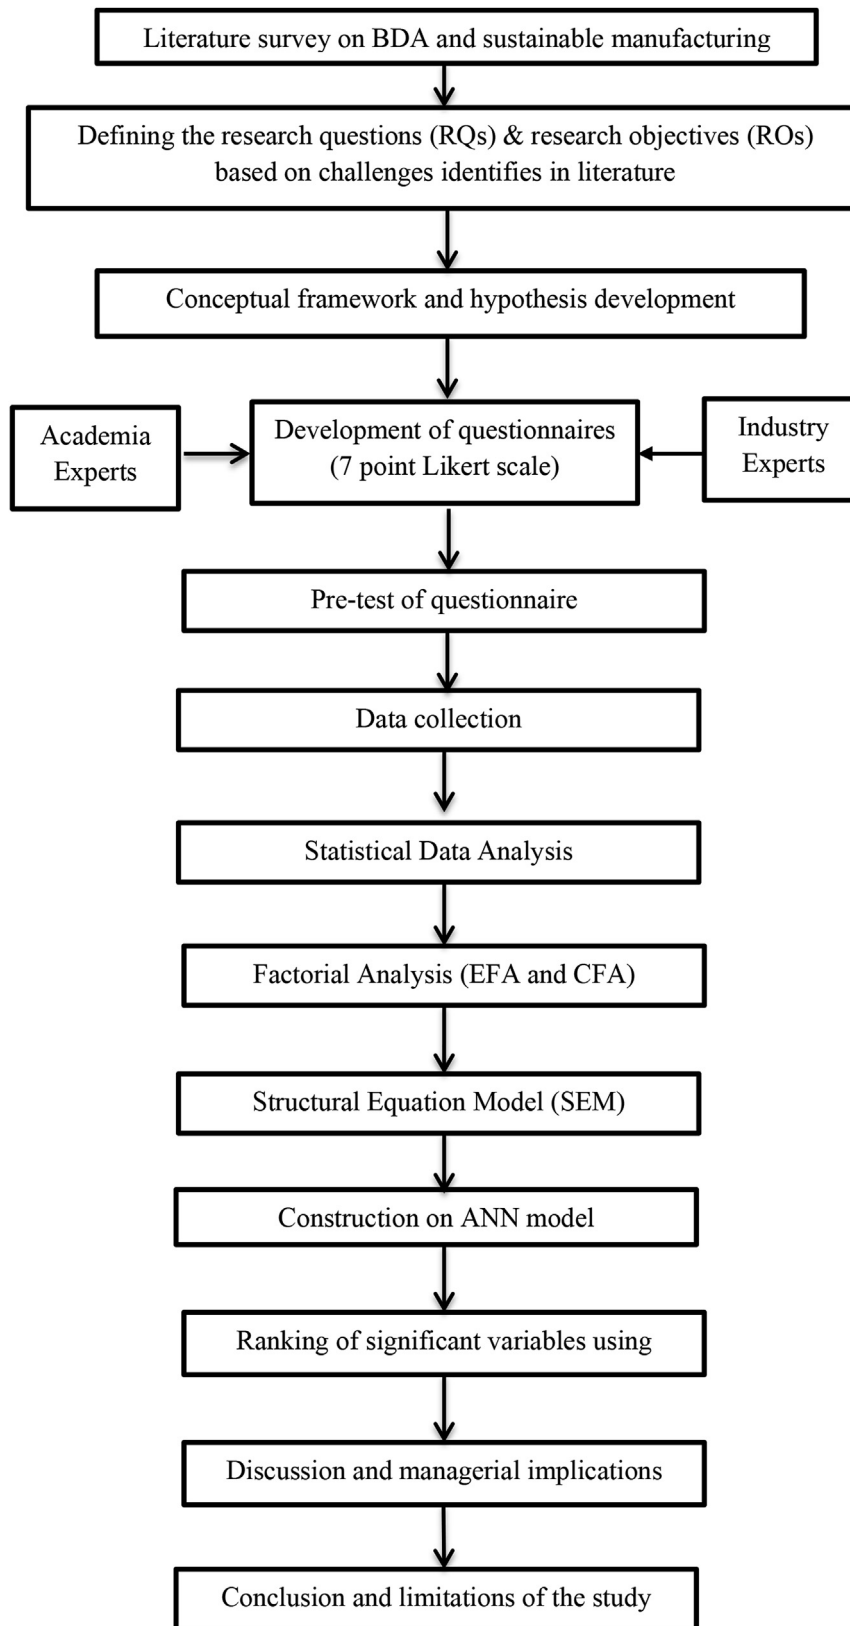 Literature survey on BDA and sustainable manufacturing
Defining the research questions (RQs) & research objectives (ROs)
based on challenges identifies in literature
Conceptual framework and hypothesis development
Academia
Experts
Development of questionnaires
(7 point Likert scale)
Industry
Experts
Pre-test of questionnaire
Data collection
Statistical Data Analysis
Factorial Analysis (EFA and CFA)
Structural Equation Model (SEM)
Construction on ANN model
Ranking of significant variables using
Discussion and managerial implications
Conclusion and limitations of the study